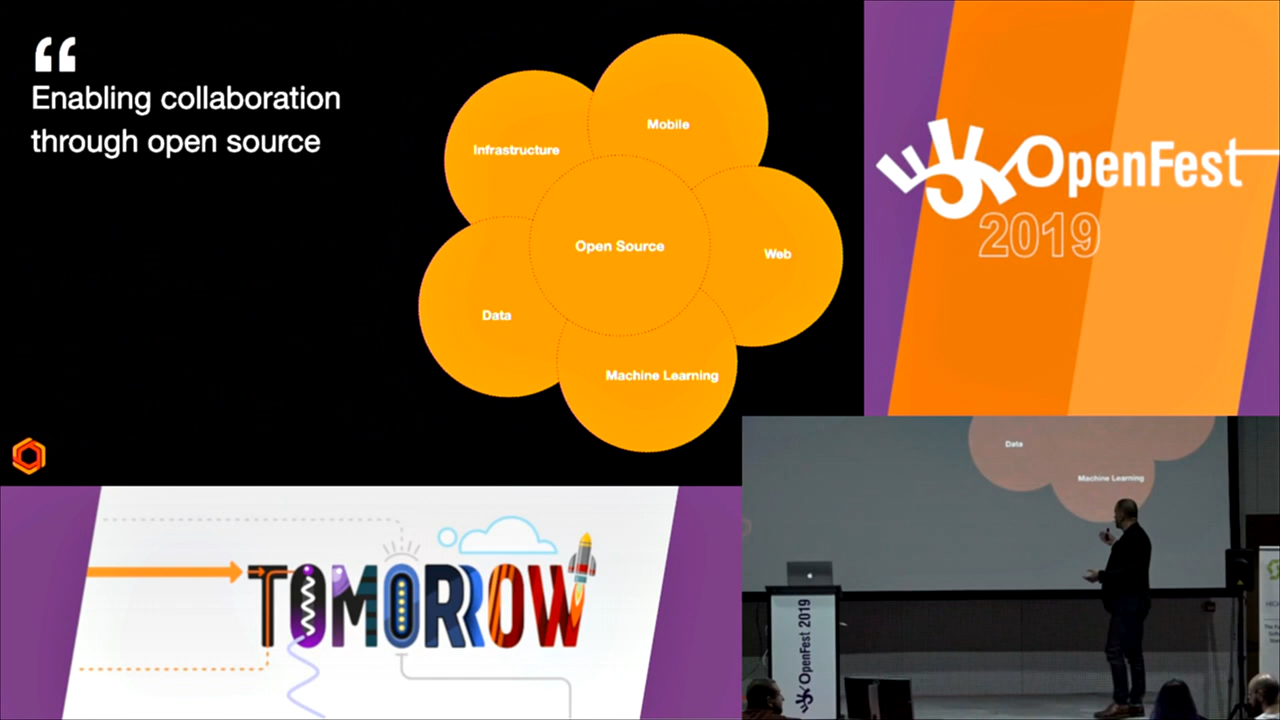 “
Enabling collaboration
through open source
Infrastructure
Mobile
Open Source
Web
Data
Machine Learning
OpenFest
2019
TOMORROW
Data
Machine Learning
OpenFest 2019